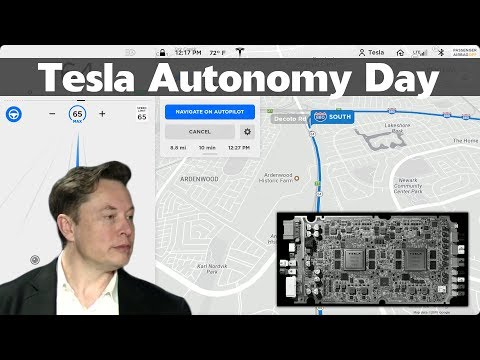 12:17 PM 72°F Tesla LTE PASSENGER
AIRBAG OFF
Tesla Autonomy Day
65
MAX
SPEED
LIMIT
65
NAVIGATE ON AUTOPILOT
CANCEL
8.8 mi 10 min 12:27 PM
Decoto Rd
880 SOUTH
Lakeshore
Park
The Home
ARDENWOOD
Ardenwood
Historic Farm
Newark
Community
Center Park
Karl Nordvik
Park